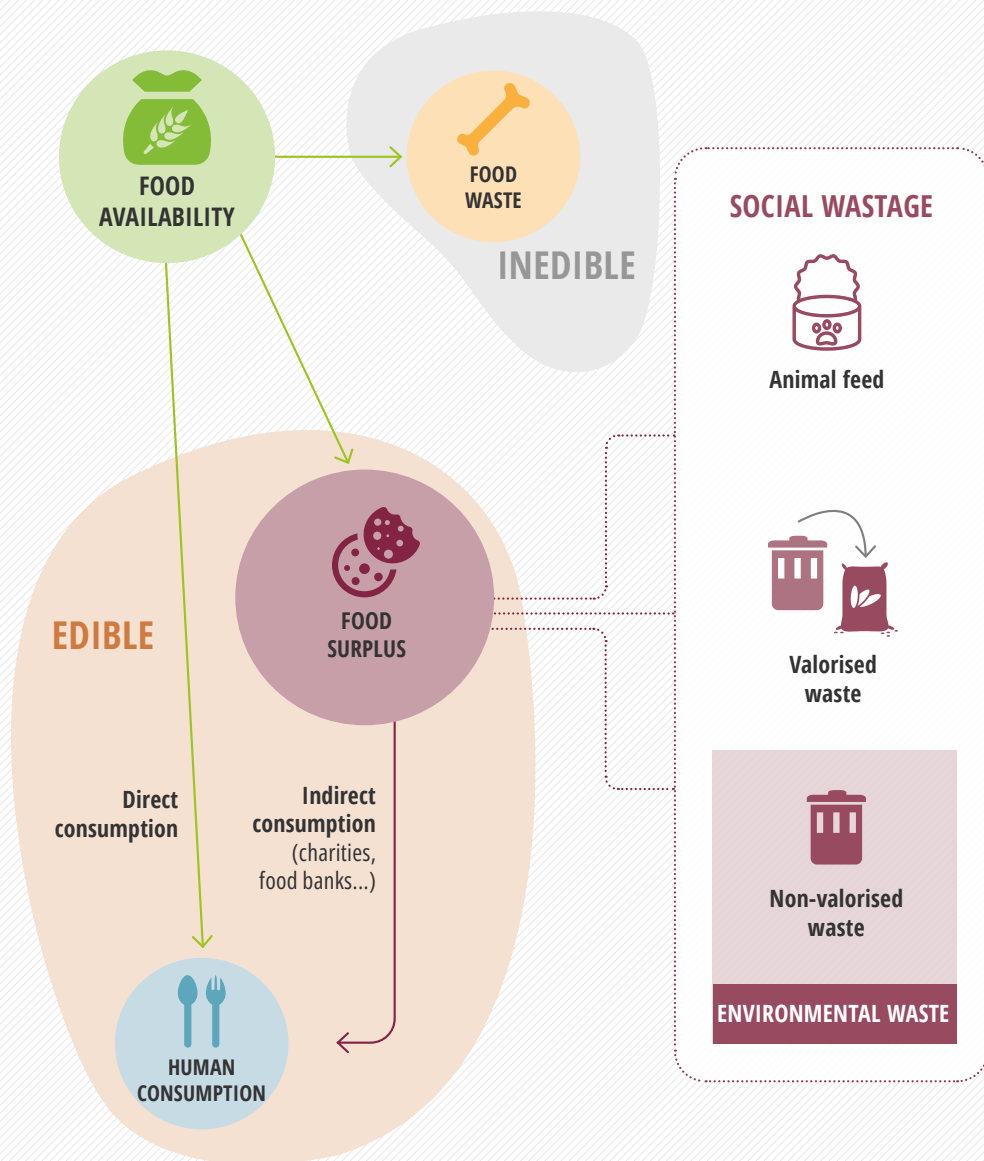 FOOD
AVAILABILITY
FOOD
WASTE
INEDIBLE
SOCIAL WASTAGE
Animal feed
EDIBLE
FOOD
SURPLUS
Valorised
waste
Direct
consumption
Indirect
consumption
(charities,
food banks...)
Non-valorised
waste
ENVIRONMENTAL WASTE
HUMAN
CONSUMPTION